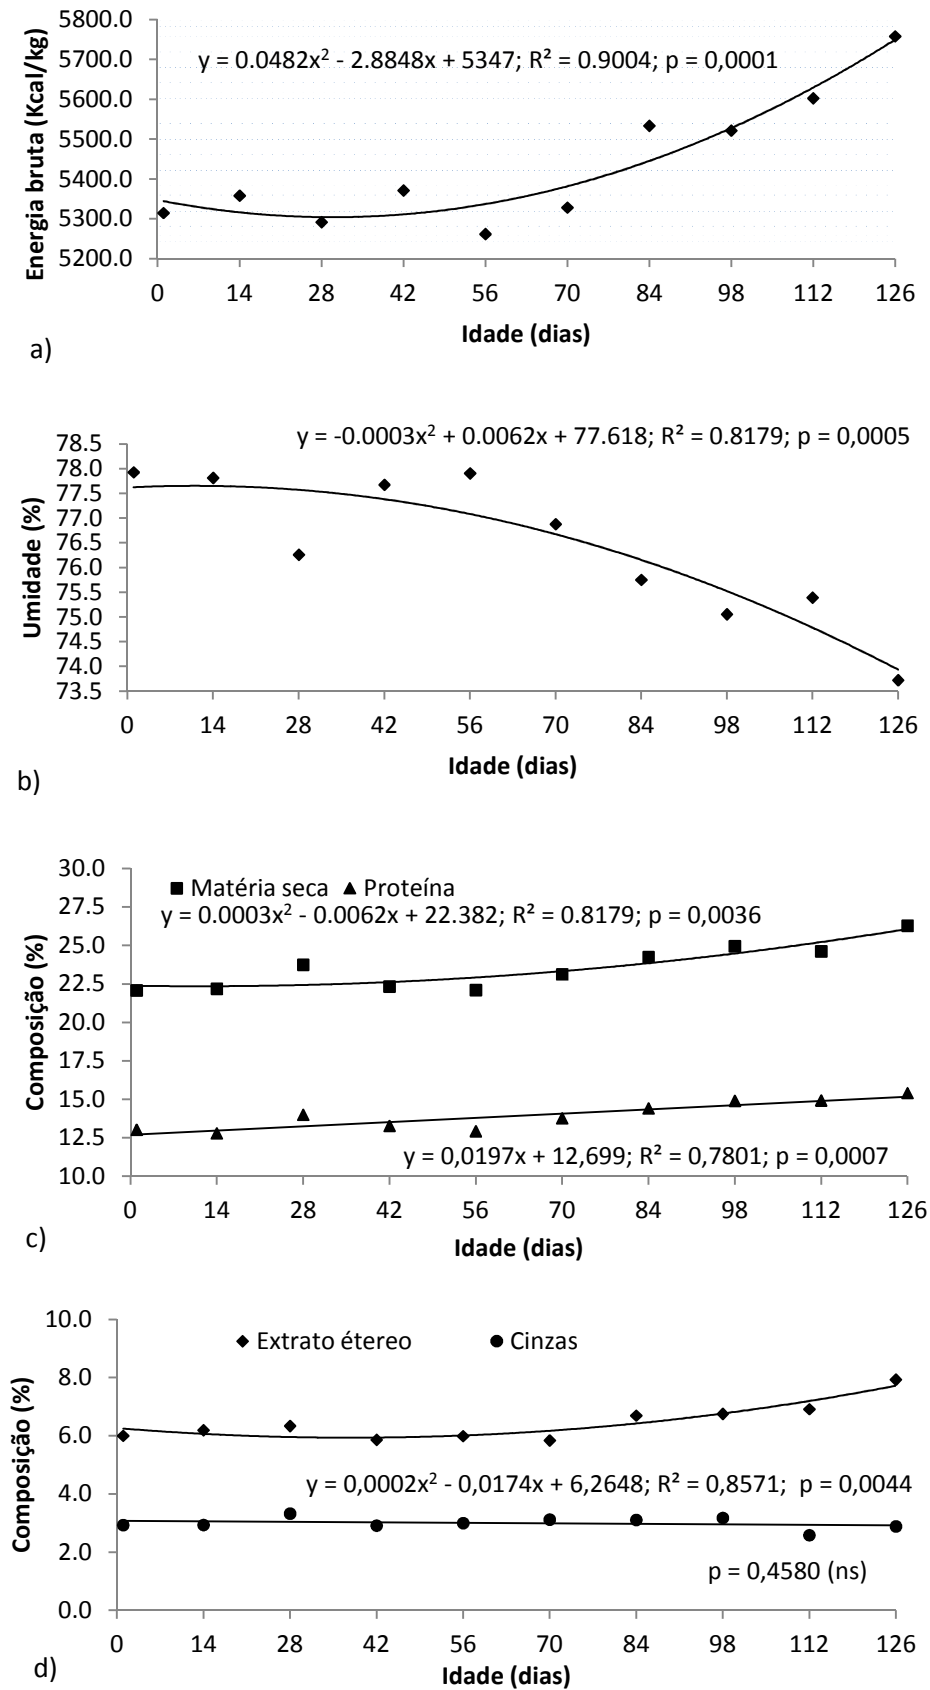 Energia bruta (Kcal/kg)
5800.0
5700.0
5600.0
5500.0
5400.0
5300.0
5200.0
y = 0.0482x² - 2.8848x + 5347; R² = 0.9004; p = 0,0001
0 14 28 42 56 70 84 98 112 126
Idade (dias)
a)
y = -0.0003x² + 0.0062x + 77.618; R² = 0.8179; p = 0,0005
Umidade (%)
78.5
78.0
77.5
77.0
76.5
76.0
75.5
75.0
74.5
74.0
73.5
0 14 28 42 56 70 84 98 112 126
Idade (dias)
b)
Composição (%)
30.0
27.5
25.0
22.5
20.0
17.5
15.0
12.5
10.0
Matéria seca Proteína
y = 0.0003x² - 0.0062x + 22.382; R² = 0.8179; p = 0,0036
y = 0,0197x + 12,699; R² = 0,7801; p = 0,0007
0 14 28 42 56 70 84 98 112 126
Idade (dias)
c)
Composição (%)
10.0
8.0
6.0
4.0
2.0
0.0
Extrato étereo Cinzas
y = 0,0002x² - 0,0174x + 6,2648; R² = 0,8571; p = 0,0044
p = 0,4580 (ns)
0 14 28 42 56 70 84 98 112 126
Idade (dias)
d)